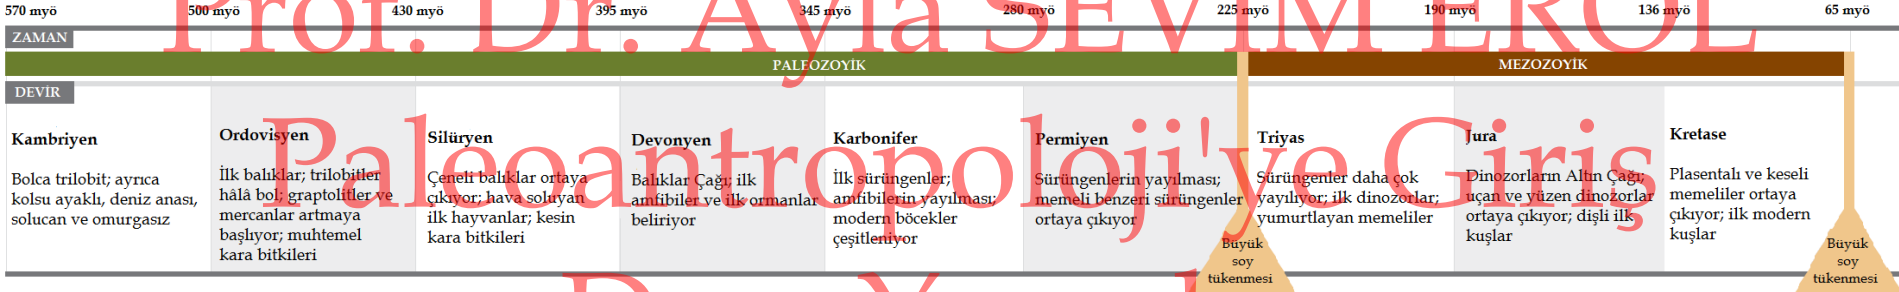 570 myö 500 myö 430 myö 395 myö 345 myö 280 myö 225 myö 190 myö 136 myö 65 myö
Prof. Dr. Ayla SEVİM EROL
ZAMAN
PALEOZOYİK MEZOZOYİK
DEVİR
Paleoantropoloji'ye Giriş
Kambriyen
Bolca trilobit; ayrıca
kolsu ayaklı, deniz anası,
solucan ve omurgasız
Ordovisyen
İlk balıklar; trilobitler
hâlâ bol; graptolitler ve
mercanlar artmaya
başlıyor; muhtemel
kara bitkileri
Silüryen
Çeneli balıklar ortaya
çıkıyor; hava soluyan
ilk hayvanlar; kesin
kara bitkileri
Devonyen
Balıklar Çağı; ilk
amfibiler ve ilk ormanlar
beliriyor
Karbonifer
İlk sürüngenler;
amfibilerin yayılması;
modern böcekler
çeşitleniyor
Permiyen
Sürüngenlerin yayılması;
memeli benzeri sürüngenler
ortaya çıkıyor
Triyas
Sürüngenler daha çok
yayılıyor; ilk dinozorlar;
yumurtlayan memeliler
Jura
Dinozorların Altın Çağı;
uçan ve yüzen dinozorlar
ortaya çıkıyor; dişli ilk
kuşlar
Kretase
Plasentalı ve keseli
memeliler ortaya
çıkıyor; ilk modern
kuşlar
Büyük
soy
tükenmesi
Büyük
soy
tükenmesi